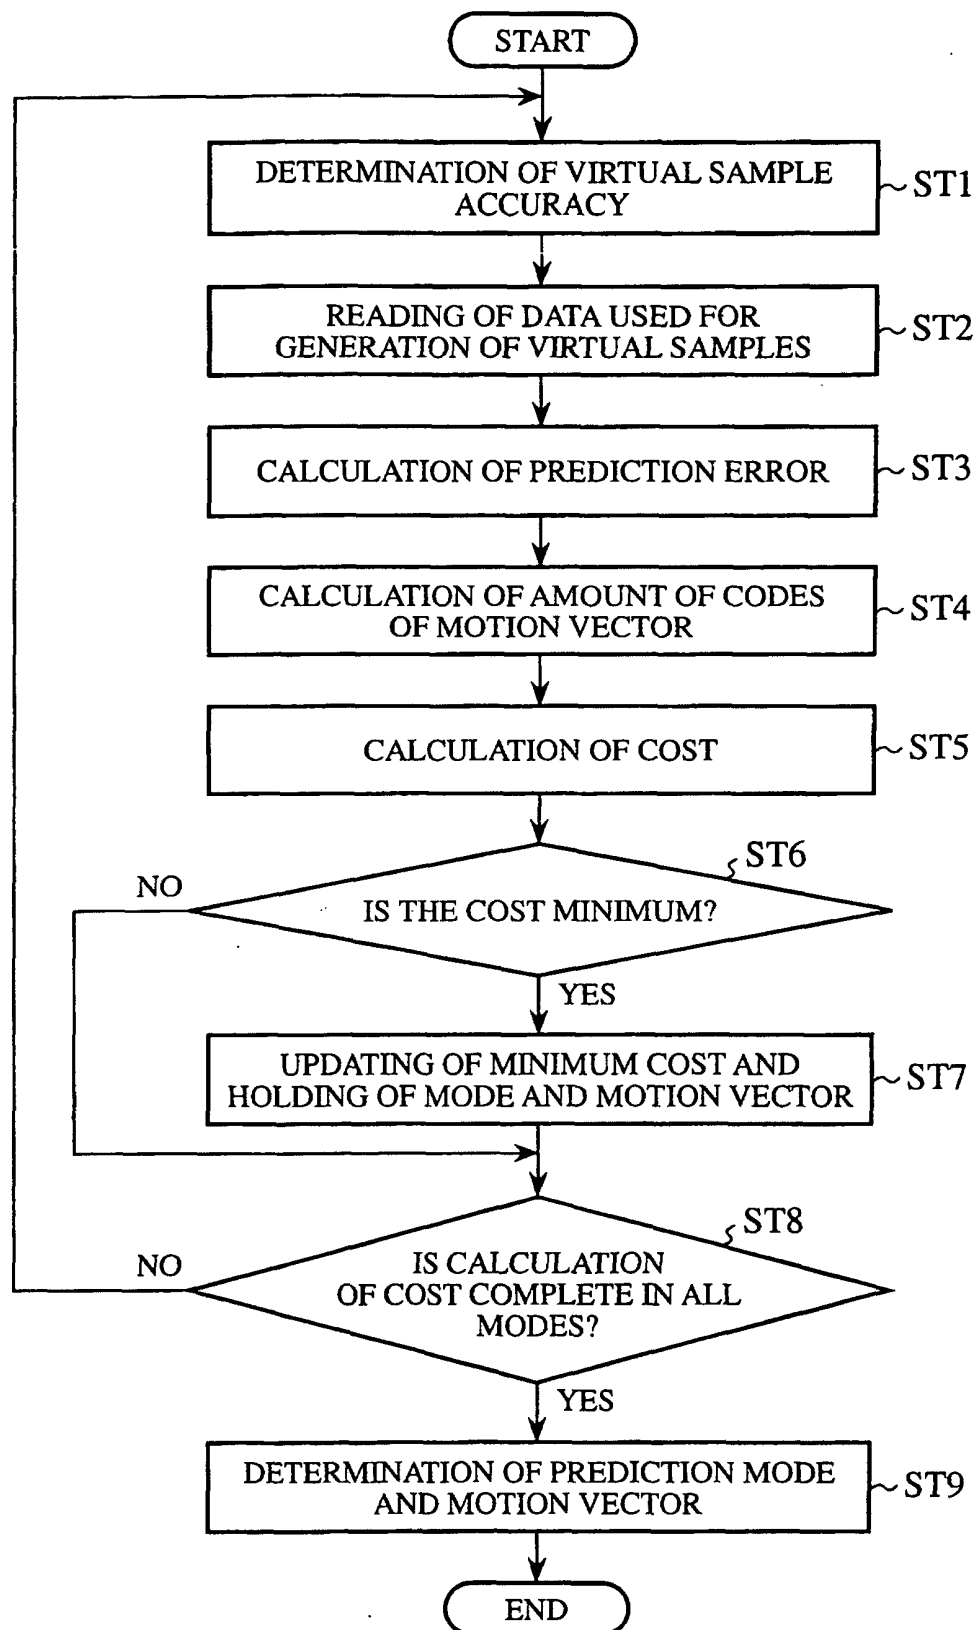 START
DETERMINATION OF VIRTUAL SAMPLE
ACCURACY
ST1
READING OF DATA USED FOR
GENERATION OF VIRTUAL SAMPLES
ST2
CALCULATION OF PREDICTION ERROR
ST3
CALCULATION OF AMOUNT OF CODES
OF MOTION VECTOR
ST4
CALCULATION OF COST
ST5
ST6
NO
IS THE COST MINIMUM?
YES
UPDATING OF MINIMUM COST AND
HOLDING OF MODE AND MOTION VECTOR
ST7
ST8
NO
IS CALCULATION
OF COST COMPLETE IN ALL
MODES?
YES
DETERMINATION OF PREDICTION MODE
AND MOTION VECTOR
ST9
END